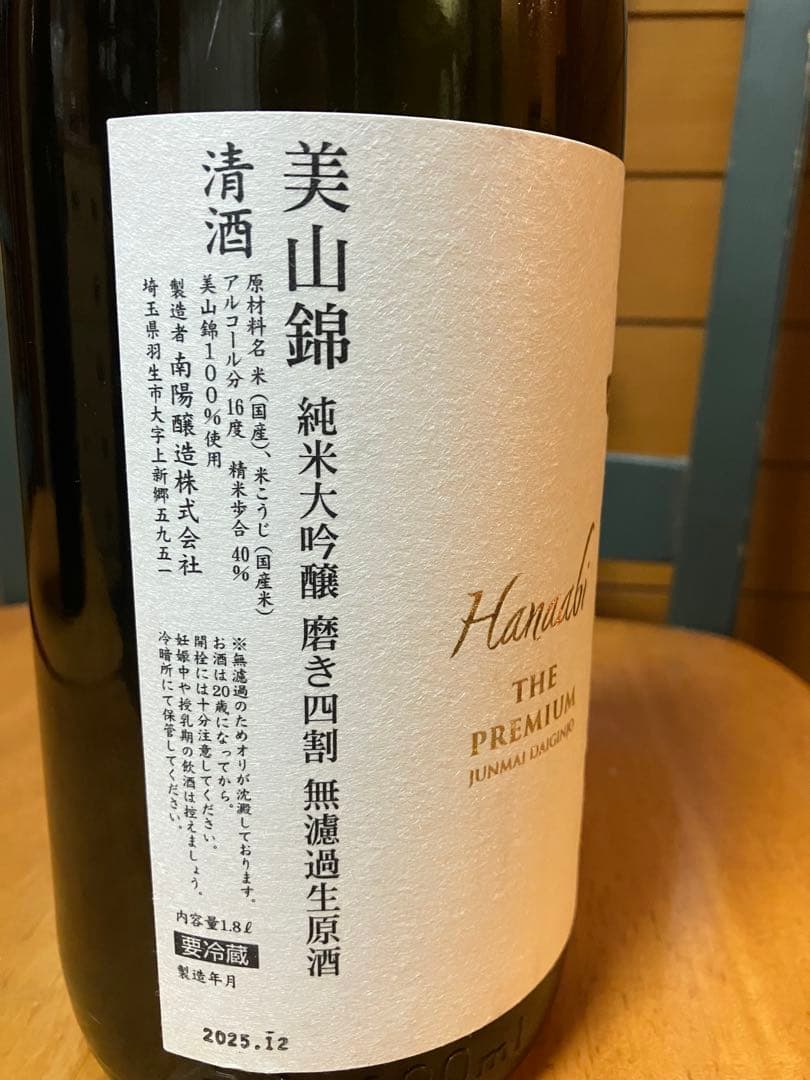 美山錦 純米大吟醸 磨き四割 無濾過生原酒
清酒
原材料名 米(国産)、米こうじ(国産米)
アルコール分 16度 精米歩合 40%
美山錦100%使用
製造者 南陽醸造株式会社
埼玉県羽生市大字上新郷五九五一
※無濾過のためオリが沈澱しております。
お酒は20歳になってから。
開栓には十分注意してください。
妊娠中や授乳期の飲酒は控えましょう。
冷暗所にて保管してください。
内容量1.8ℓ
要冷蔵
製造年月
2025.12
Hanaabi
THE
PREMIUM
JUNMAI DAIGINJO